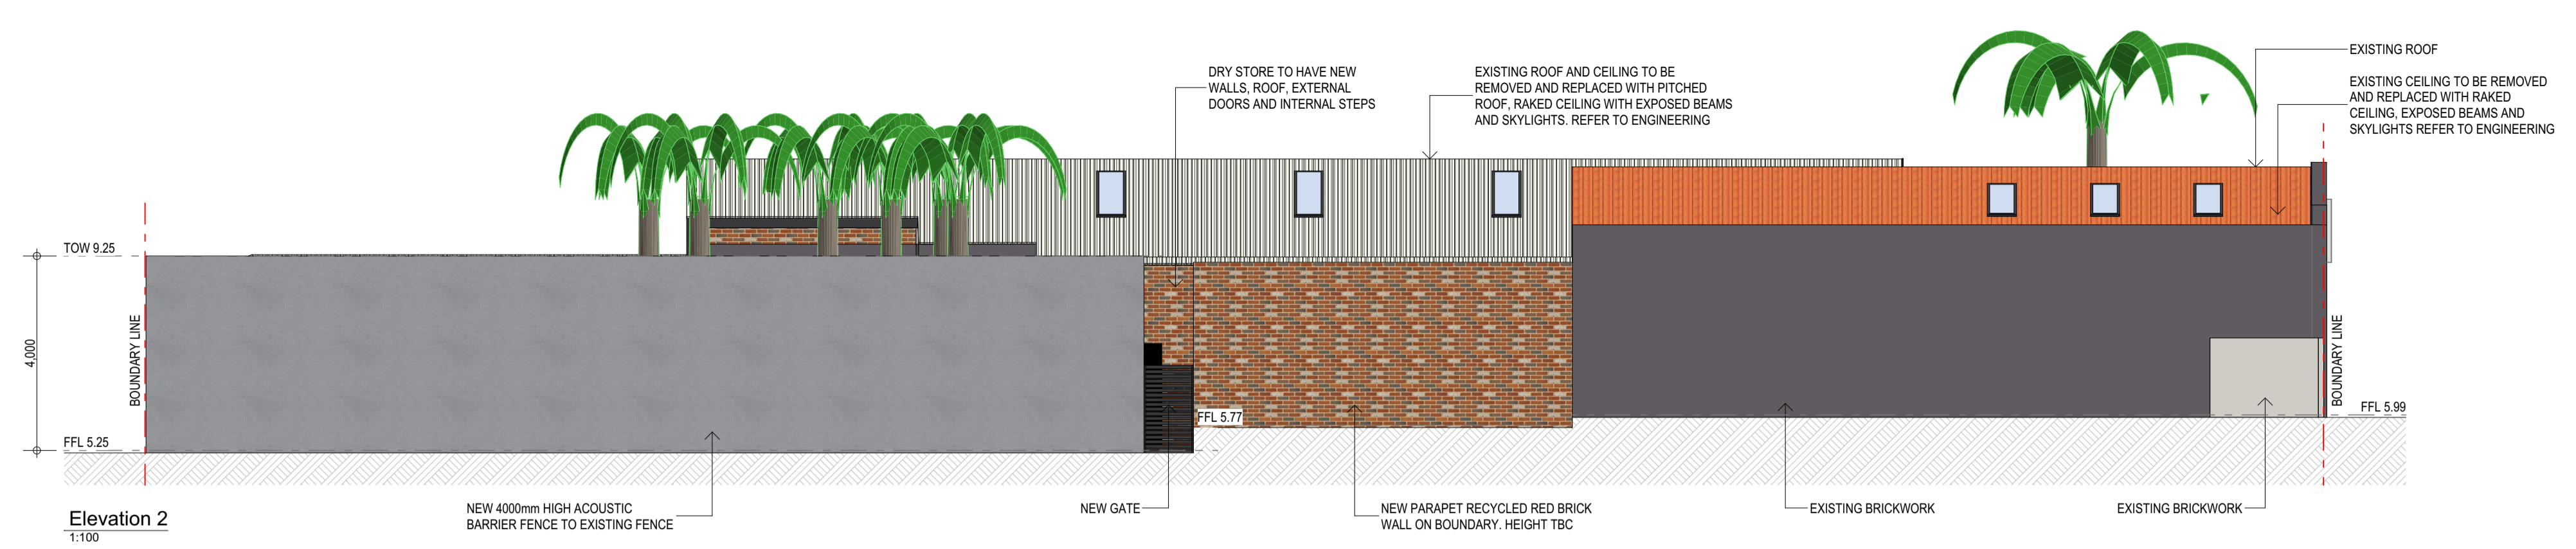 DRY STORE TO HAVE NEW
WALLS, ROOF, EXTERNAL
DOORS AND INTERNAL STEPS
EXISTING ROOF AND CEILING TO BE
REMOVED AND REPLACED WITH PITCHED
ROOF, RAKED CEILING WITH EXPOSED BEAMS
AND SKYLIGHTS. REFER TO ENGINEERING
EXISTING ROOF
EXISTING CEILING TO BE REMOVED
AND REPLACED WITH RAKED
CEILING, EXPOSED BEAMS AND
SKYLIGHTS REFER TO ENGINEERING
TOW 9.25
4,000
BOUNDARY LINE
FFL 5.25
FFL 5.77
BOUNDARY LINE
FFL 5.99
NEW 4000mm HIGH ACOUSTIC
BARRIER FENCE TO EXISTING FENCE
NEW GATE
NEW PARAPET RECYCLED RED BRICK
WALL ON BOUNDARY. HEIGHT TBC
EXISTING BRICKWORK
EXISTING BRICKWORK
Elevation 2
1:100